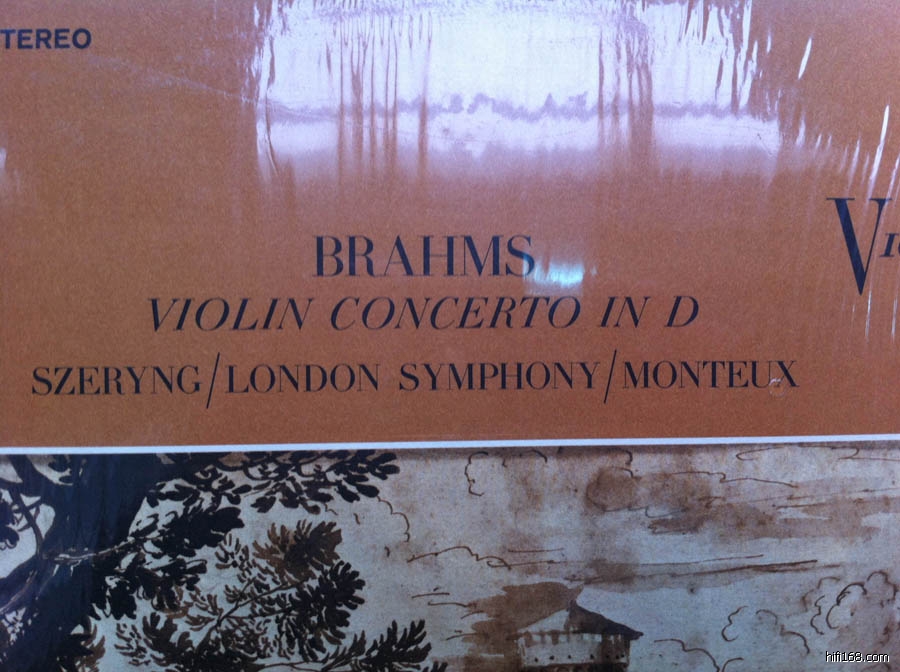 TEREO
BRAHMS
VIOLIN CONCERTO IN D
SZERYNG/LONDON SYMPHONY/MONTEUX
hifi168.com